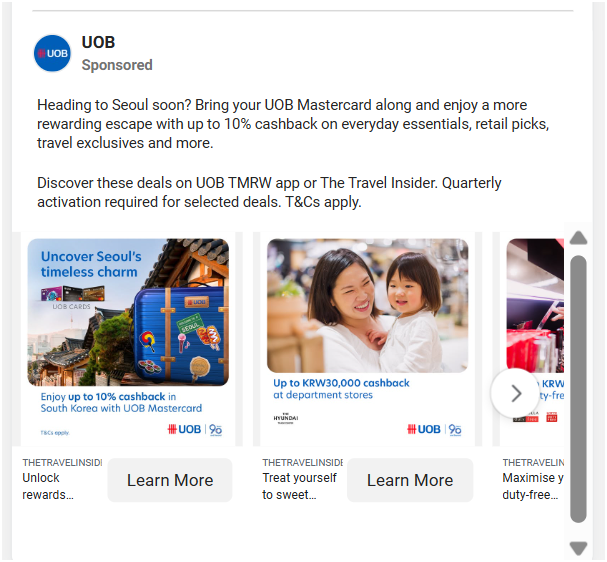 UOB
UOB
Sponsored
Heading to Seoul soon? Bring your UOB Mastercard along and enjoy a more
rewarding escape with up to 10% cashback on everyday essentials, retail picks,
travel exclusives and more.
Discover these deals on UOB TMRW app or The Travel Insider. Quarterly
activation required for selected deals. T&Cs apply.
Uncover Seoul's
timeless charm
UOB CARDS
UOB
SEOUL
Enjoy up to 10% cashback in
South Korea with UOB Mastercard
T&Cs apply.
UOB 90
THETRAVELINSIDE
Unlock
rewards...
Learn More
Up to KRW30,000 cashback
at department stores
THE
HYUNDAI
UOB 90
THETRAVELINSIDE
Treat yourself
to sweet...
Learn More
KRW
ty-fre
THETRAVELIN
Maximise y
duty-free...